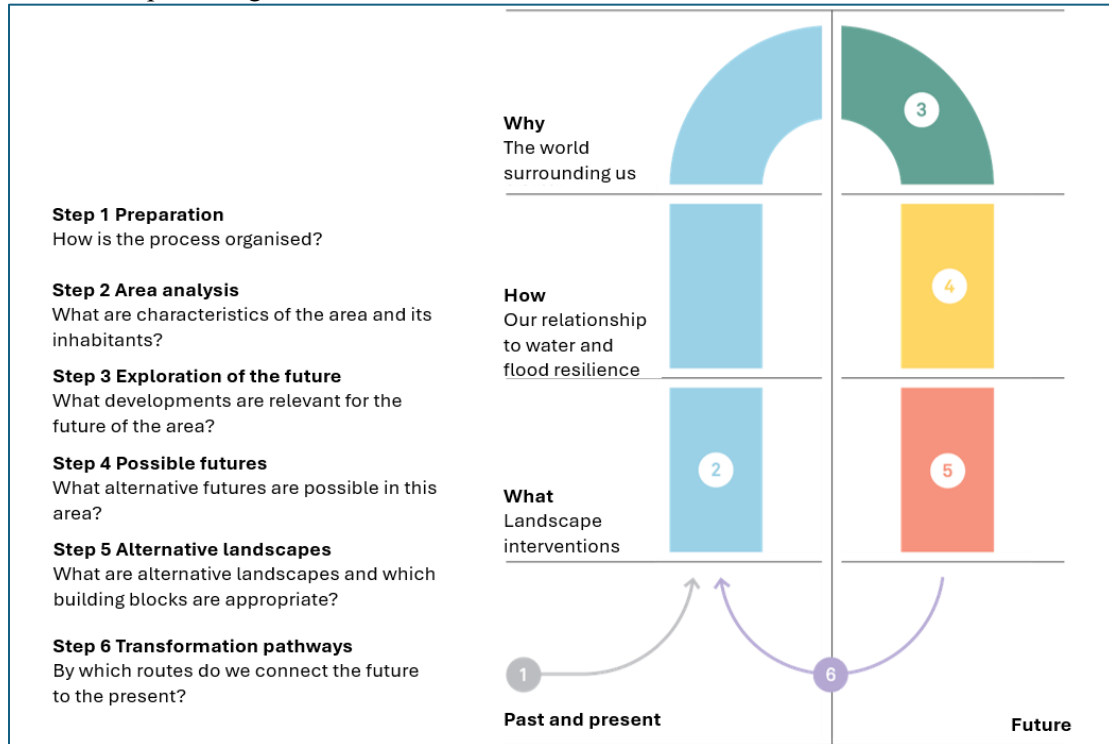 Step 1 Preparation
How is the process organised?
Step 2 Area analysis
What are characteristics of the area and its
inhabitants?
Step 3 Exploration of the future
What developments are relevant for the
future of the area?
Step 4 Possible futures
What alternative futures are possible in this
area?
Step 5 Alternative landscapes
What are alternative landscapes and which
building blocks are appropriate?
Step 6 Transformation pathways
By which routes do we connect the future
to the present?
Why
The world
surrounding us
3
How
Our relationship
to water and
flood resilience
4
What
Landscape
interventions
2
5
1
6
Past and present
Future